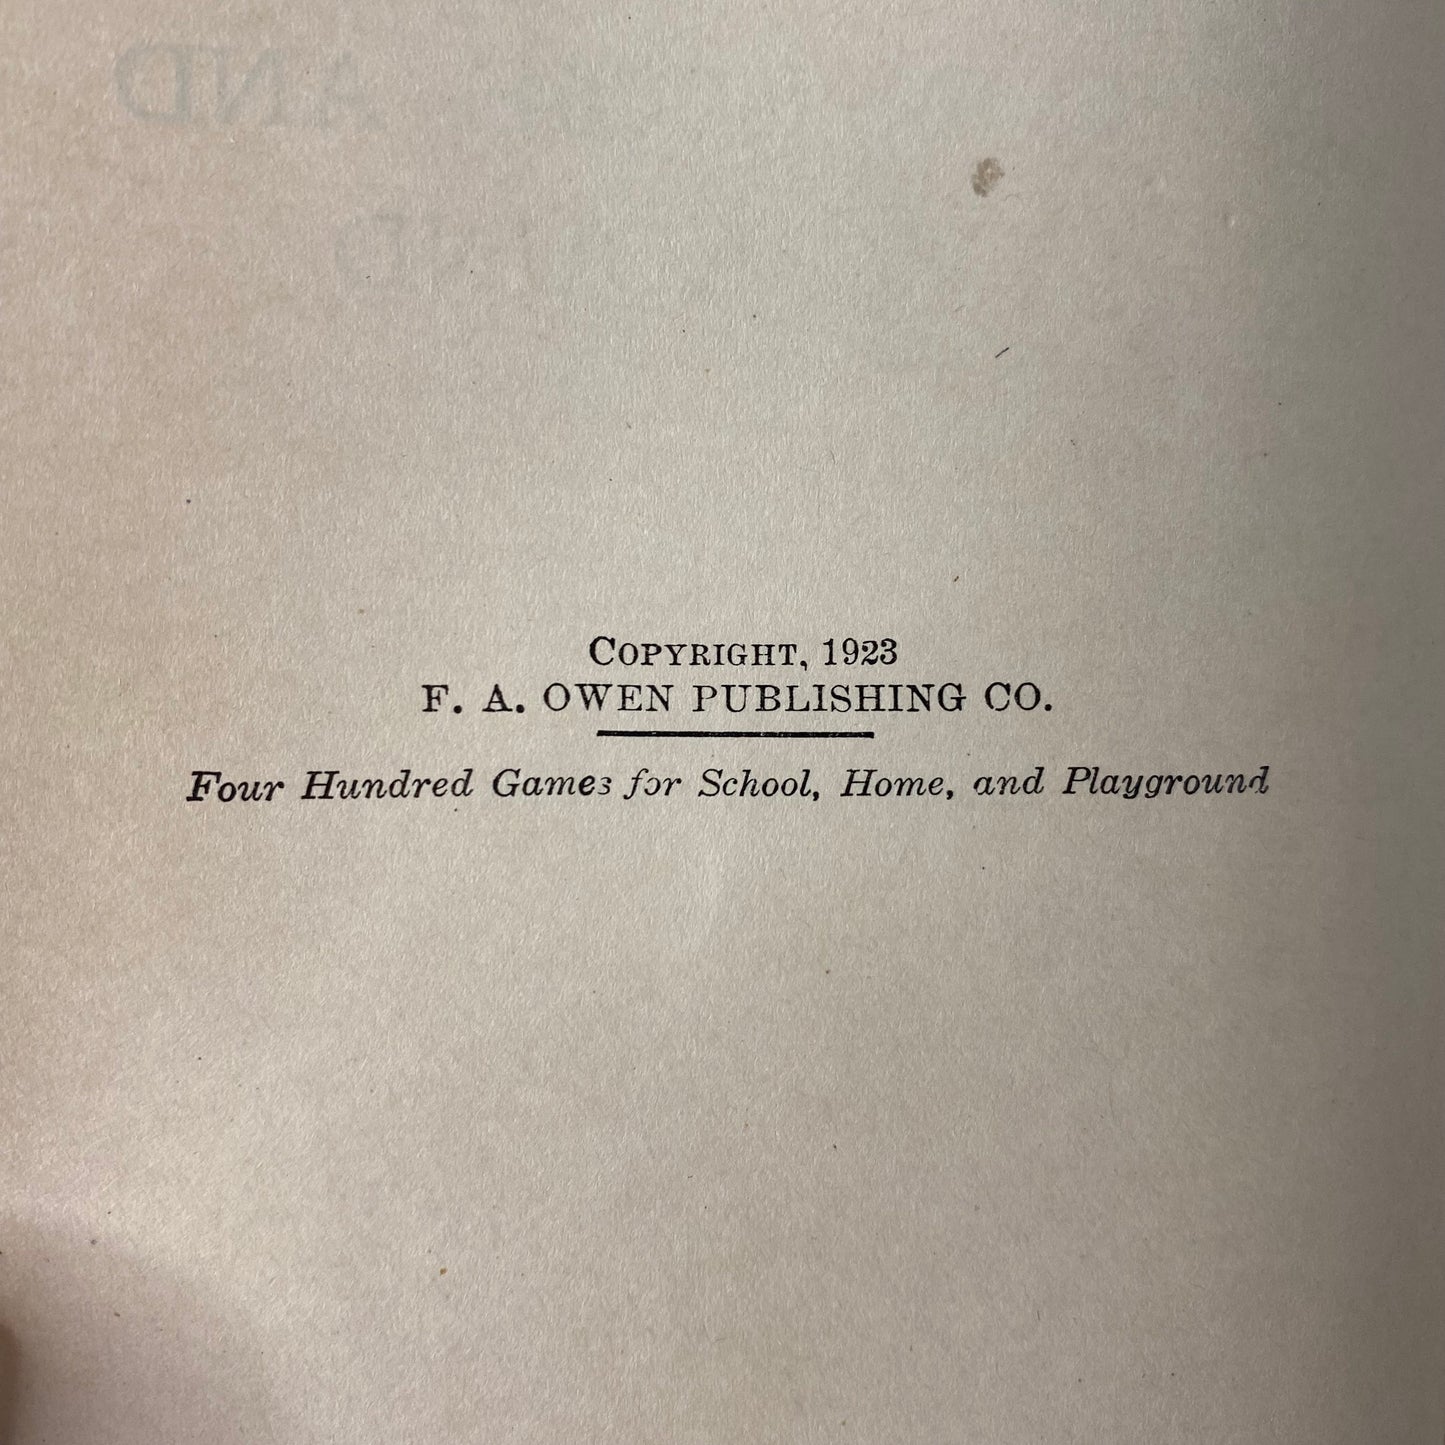 COPYRIGHT, 1923
F. A. OWEN PUBLISHING CO.
Four Hundred Games for School, Home, and Playground